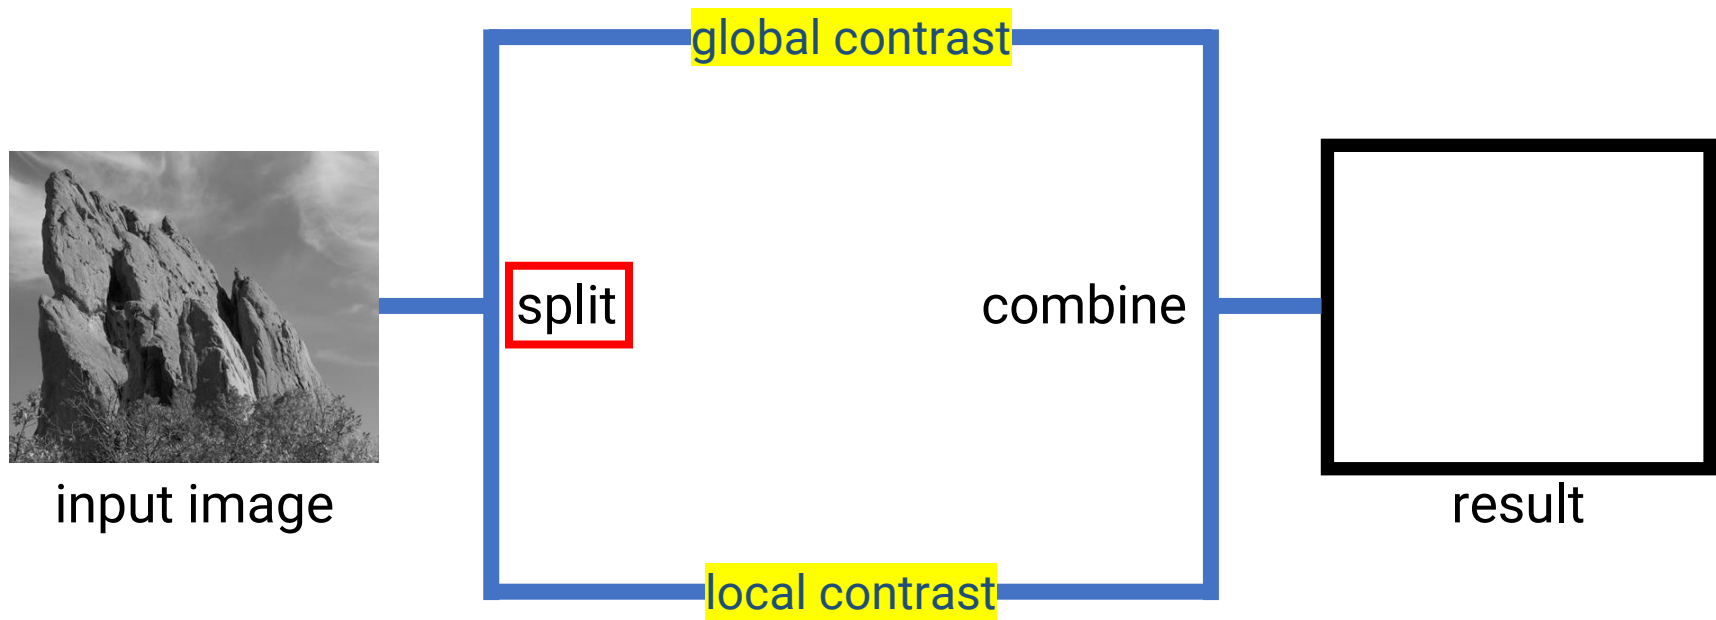 global contrast
split
combine
input image
result
local contrast